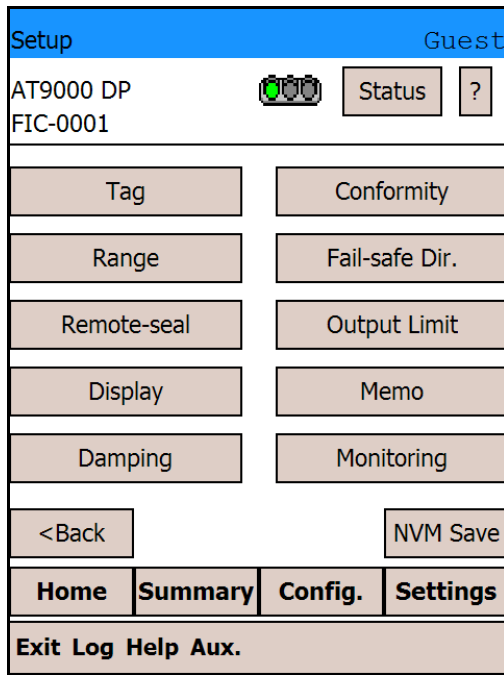 Setup Guest
AT9000 DP
FIC-0001
Status ?
Tag Conformity
Range Fail-safe Dir.
Remote-seal Output Limit
Display Memo
Damping Monitoring
<Back NVM Save
Home Summary Config. Settings
Exit Log Help Aux.